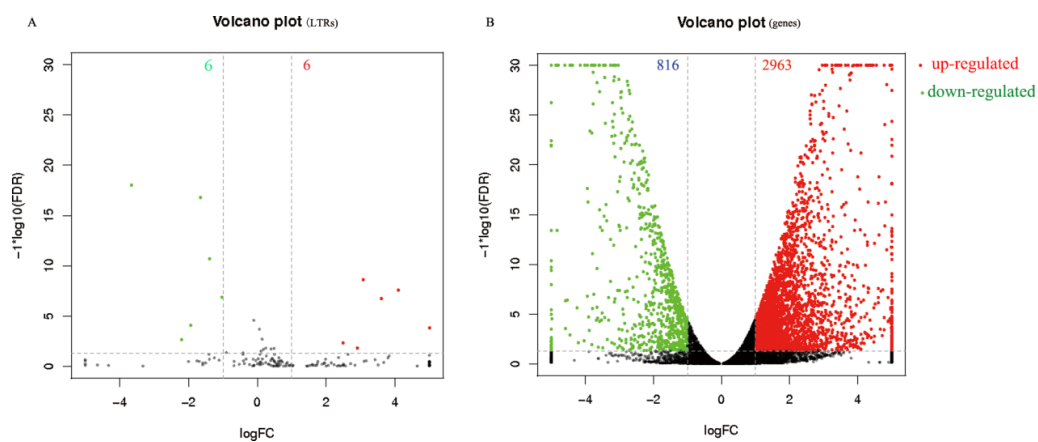 A
Volcano plot (LTRs)
6
6
30
25
20
15
10
5
0
-1*log10(FDR)
-4
-2
0
2
4
logFC
B
Volcano plot (genes)
816
2963
30
25
20
15
10
5
0
-1*log10(FDR)
-4
-2
0
2
4
logFC
up-regulated
down-regulated